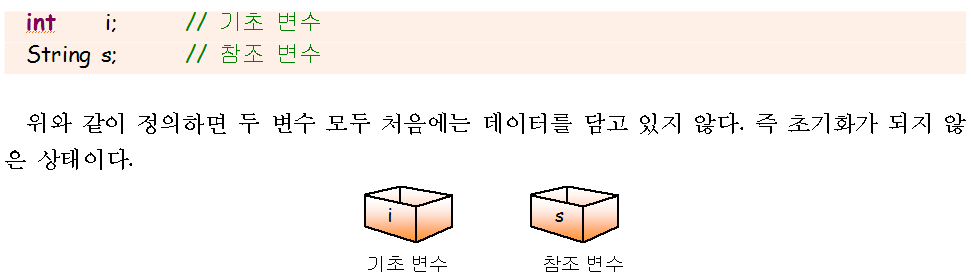 int i; // 기초 변수
String s; // 참조 변수
위와 같이 정의하면 두 변수 모두 처음에는 데이터를 담고 있지 않다. 즉 초기화가 되지 않
은 상태이다.
i s
기초 변수 참조 변수